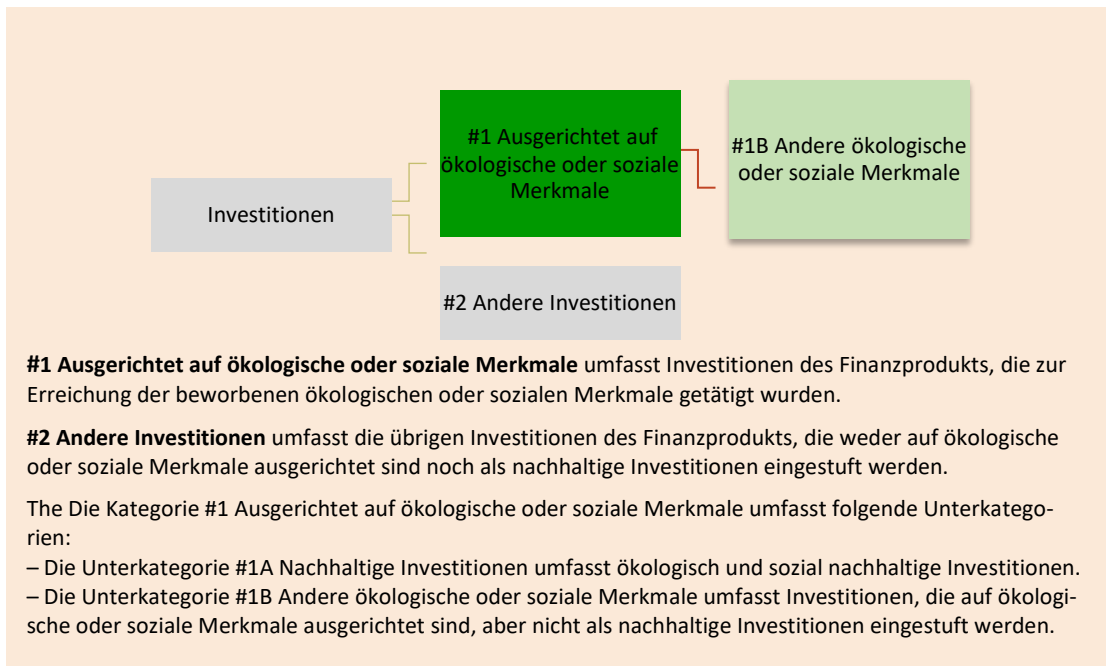 #1 Ausgerichtet auf
ökologische oder soziale
Merkmale
#1B Andere ökologische
oder soziale Merkmale
Investitionen
#2 Andere Investitionen
#1 Ausgerichtet auf ökologische oder soziale Merkmale umfasst Investitionen des Finanzprodukts, die zur
Erreichung der beworbenen ökologischen oder sozialen Merkmale getätigt wurden.
#2 Andere Investitionen umfasst die übrigen Investitionen des Finanzprodukts, die weder auf ökologische
oder soziale Merkmale ausgerichtet sind noch als nachhaltige Investitionen eingestuft werden.
The Die Kategorie #1 Ausgerichtet auf ökologische oder soziale Merkmale umfasst folgende Unterkatego-
rien:
– Die Unterkategorie #1A Nachhaltige Investitionen umfasst ökologisch und sozial nachhaltige Investitionen.
– Die Unterkategorie #1B Andere ökologische oder soziale Merkmale umfasst Investitionen, die auf ökologi-
sche oder soziale Merkmale ausgerichtet sind, aber nicht als nachhaltige Investitionen eingestuft werden.